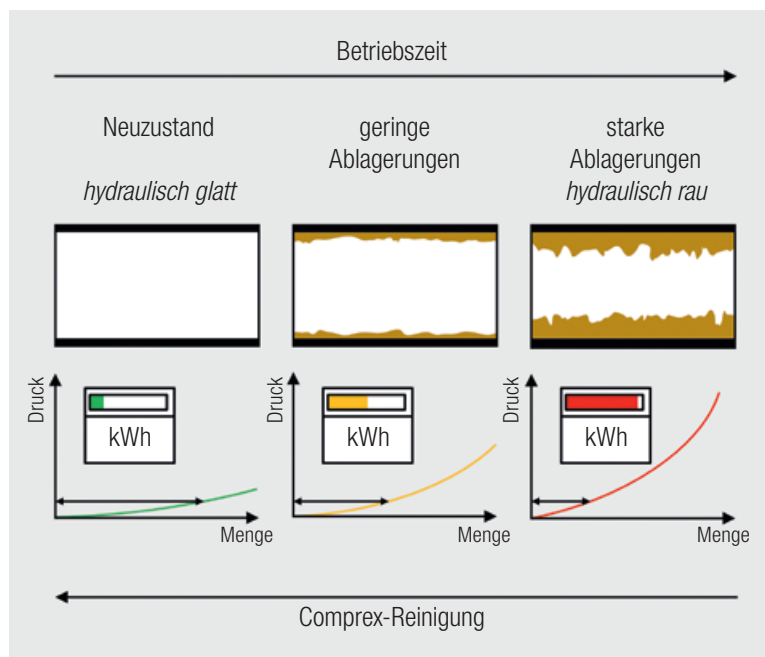 Betriebszeit
Neuzustand
hydraulisch glatt
geringe
Ablagerungen
starke
Ablagerungen
hydraulisch rau
Druck
kWh
Menge
Druck
kWh
Menge
Druck
kWh
Menge
Comprex-Reinigung